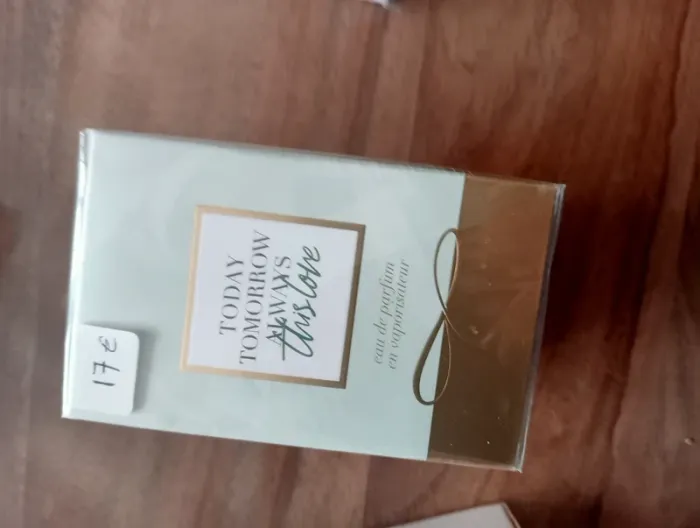 17 €
TODAY
TOMORROW
ALWAYS
this love
eau de parfum
en vaporisateur